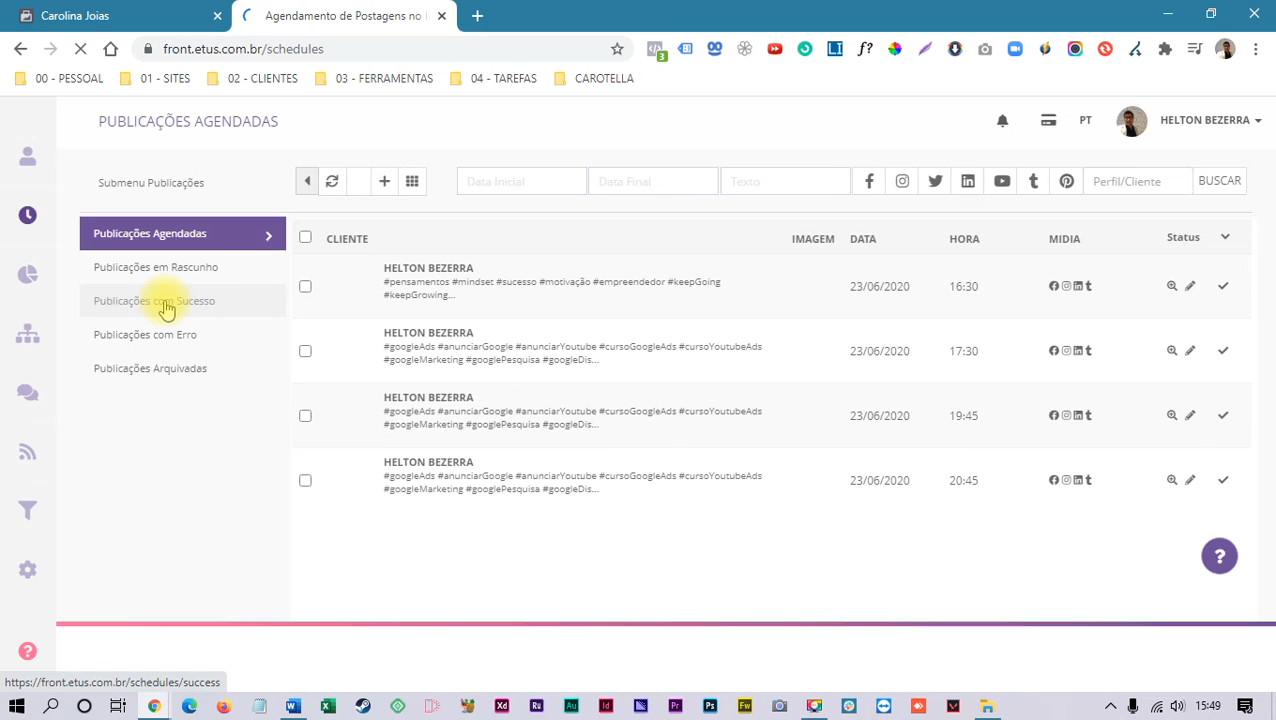 Carolina Joias
Agendamento de Postagens no
front.etus.com.br/schedules
3
00 - PESSOAL
01 - SITES
02 - CLIENTES
03 - FERRAMENTAS
04 - TAREFAS
CAROTELLA
PUBLICAÇÕES AGENDADAS
PT
HELTON BEZERRA
Submenu Publicações
Data Inicial
Data Final
Texto
Perfil/Cliente
BUSCAR
Publicações Agendadas
Publicações em Rascunho
Publicações com Sucesso
Publicações com Erro
Publicações Arquivadas
CLIENTE
IMAGEM
DATA
HORA
MIDIA
Status
HELTON BEZERRA
#pensamentos #mindset #sucesso #motivação #empreendedor #keepGoing
#keepGrowing...
23/06/2020
16:30
HELTON BEZERRA
#googleAds #anunciarGoogle #anunciarYoutube #cursoGoogleAds #cursoYoutubeAds
#googleMarketing #googlePesquisa #googleDis...
23/06/2020
17:30
HELTON BEZERRA
#googleAds #anunciarGoogle #anunciarYoutube #cursoGoogleAds #cursoYoutubeAds
#googleMarketing #googlePesquisa #googleDis...
23/06/2020
19:45
HELTON BEZERRA
#googleAds #anunciarGoogle #anunciarYoutube #cursoGoogleAds #cursoYoutubeAds
#googleMarketing #googlePesquisa #googleDis...
23/06/2020
20:45
https://front.etus.com.br/schedules/success
15:49